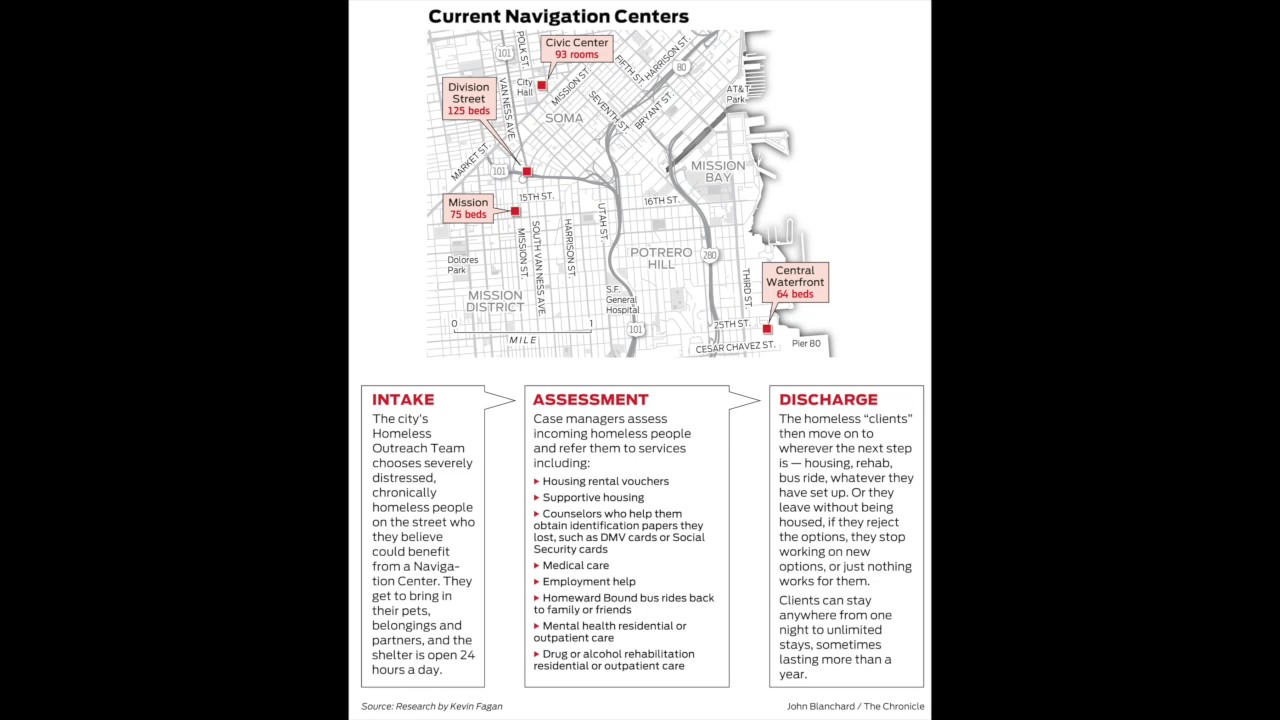 Current Navigation Centers
Civic Center
93 rooms
Division
Street
125 beds
Mission
75 beds
Central
Waterfront
64 beds
101
POLK ST.
VAN NESS AVE.
City
Hall
MISSION ST.
FIFTH ST.
HARRISON ST.
80
SEVENTH ST.
BRYANT ST.
SOMA
AT&T
Park
MARKET ST.
101
MISSION
BAY
15TH ST.
16TH ST.
UTAH ST.
MISSION ST.
SOUTH VAN NESS AVE.
HARRISON ST.
Dolores
Park
POTRERO
HILL
280
THIRD ST.
MISSION
DISTRICT
S.F.
General
Hospital
0
1
MILE
101
25TH ST.
CESAR CHAVEZ ST.
Pier 80
INTAKE
The city’s
Homeless
Outreach Team
chooses severely
distressed,
chronically
homeless people
on the street who
they believe
could benefit
from a Naviga-
tion Center. They
get to bring in
their pets,
belongings and
partners, and the
shelter is open 24
hours a day.
ASSESSMENT
Case managers assess
incoming homeless people
and refer them to services
including:
▸ Housing rental vouchers
▸ Supportive housing
▸ Counselors who help them
obtain identification papers they
lost, such as DMV cards or Social
Security cards
▸ Medical care
▸ Employment help
▸ Homeward Bound bus rides back
to family or friends
▸ Mental health residential or
outpatient care
▸ Drug or alcohol rehabilitation
residential or outpatient care
DISCHARGE
The homeless “clients”
then move on to
wherever the next step
is — housing, rehab,
bus ride, whatever they
have set up. Or they
leave without being
housed, if they reject
the options, they stop
working on new
options, or just nothing
works for them.
Clients can stay
anywhere from one
night to unlimited
stays, sometimes
lasting more than a
year.
Source: Research by Kevin Fagan
John Blanchard / The Chronicle